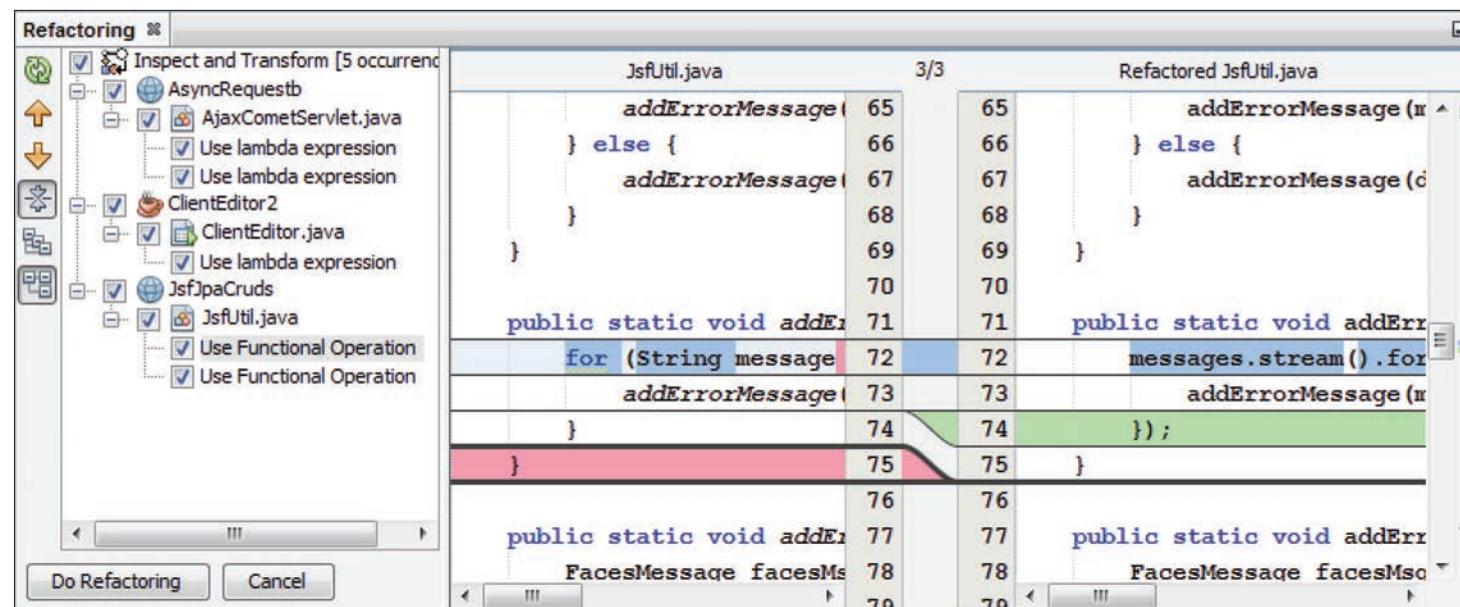 Refactoring
Inspect and Transform [5 occurrenc
AsyncRequestb
AjaxCometServlet.java
Use lambda expression
Use lambda expression
ClientEditor2
ClientEditor.java
Use lambda expression
JsfJpaCruds
JsfUtil.java
Use Functional Operation
Use Functional Operation
Do Refactoring
Cancel
JsfUtil.java
3/3
Refactored JsfUtil.java
addErrorMessage( 65
} else { 66
addErrorMessage( 67
} 68
} 69
70
public static void addEr 71
for (String message 72
addErrorMessage( 73
} 74
} 75
76
public static void addEr 77
FacesMessage facesMs 78
79
65 addErrorMessage(m
66 } else {
67 addErrorMessage(d
68 }
69 }
70
71 public static void addErr
72 messages.stream().for
73 addErrorMessage(m
74 });
75 }
76
77 public static void addErr
78 FacesMessage facesMsg
79